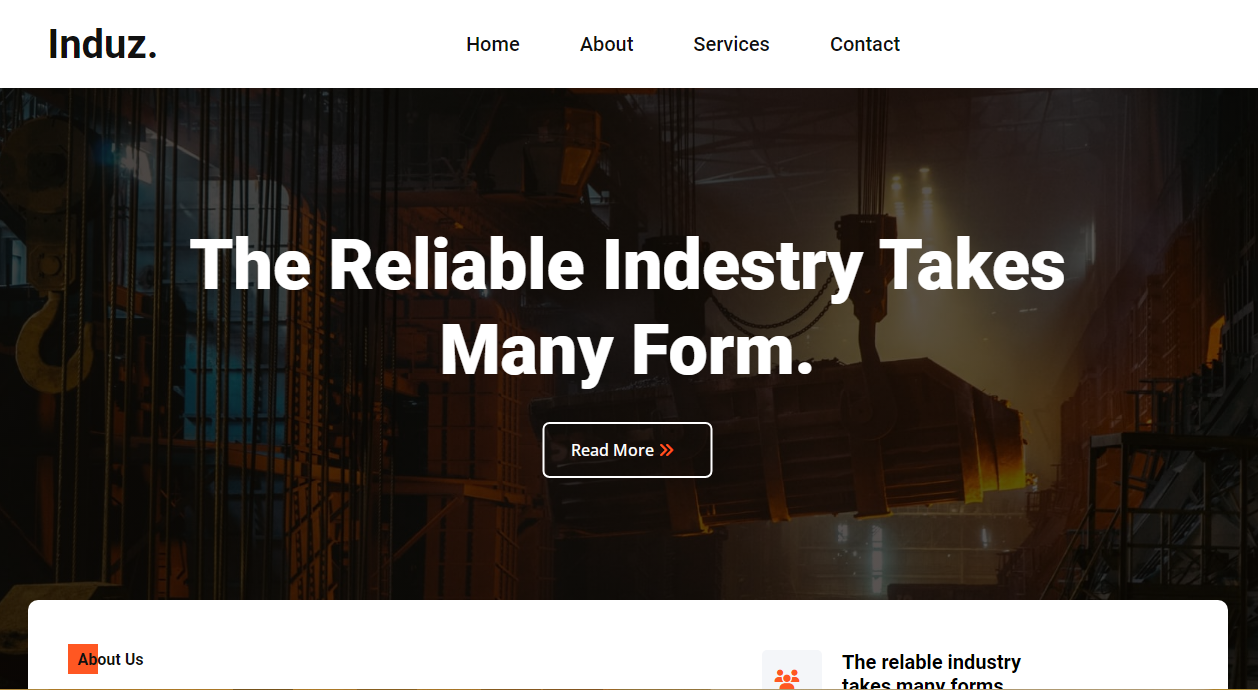 Induz.
Home About Services Contact
The Reliable Indestry Takes
Many Form.
Read More
About Us
The relable industry
takes many forms